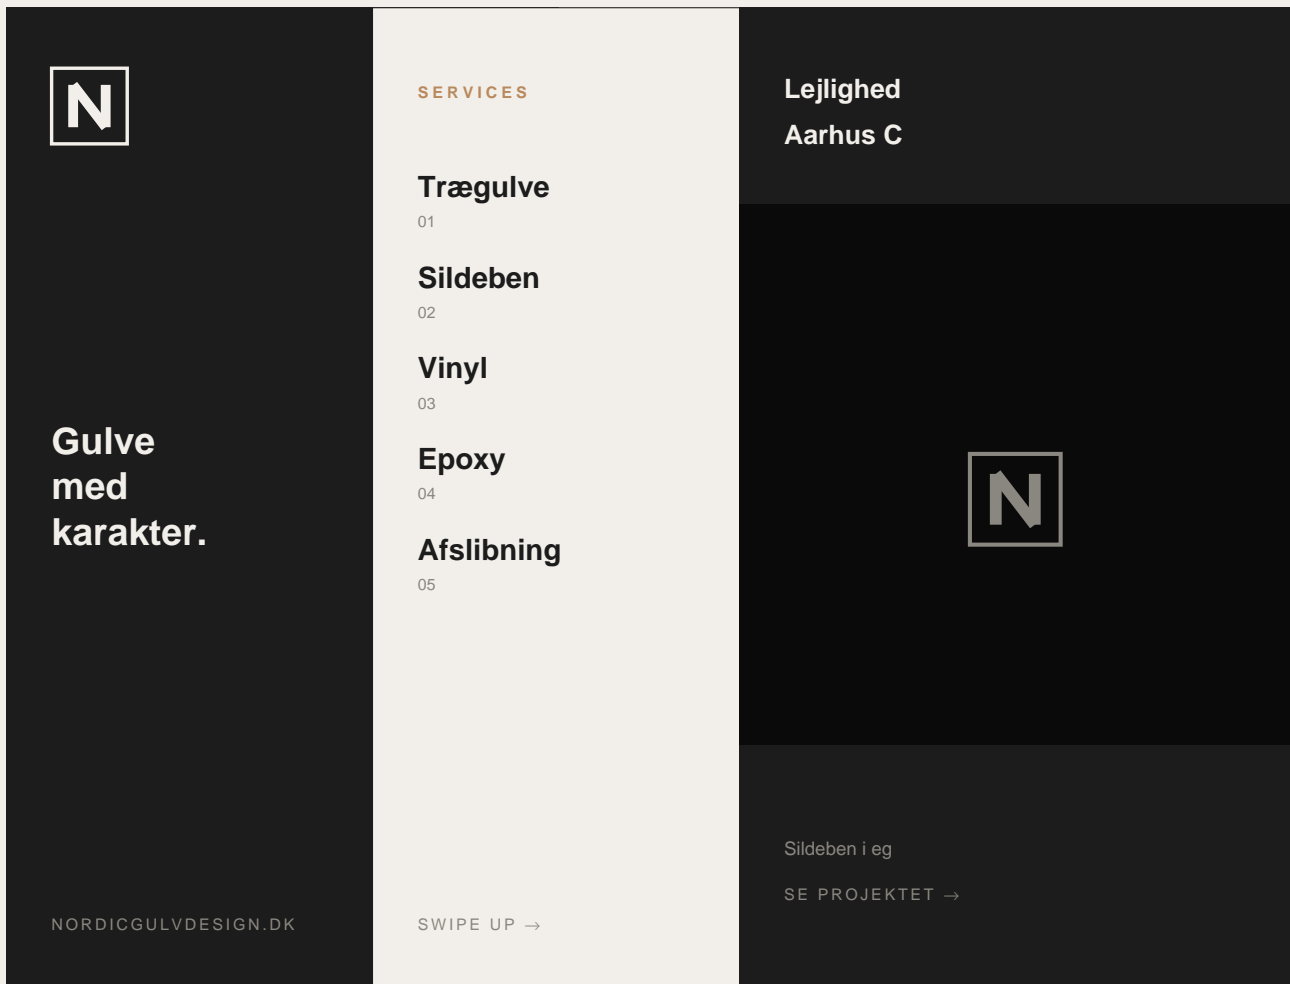 N
Gulve
med
karakter.
NORDICGULVDESIGN.DK
SERVICES
Trægulve
01
Sildeben
02
Vinyl
03
Epoxy
04
Afslibning
05
SWIPE UP →
Lejlighed
Aarhus C
N
Sildeben i eg
SE PROJEKTET →